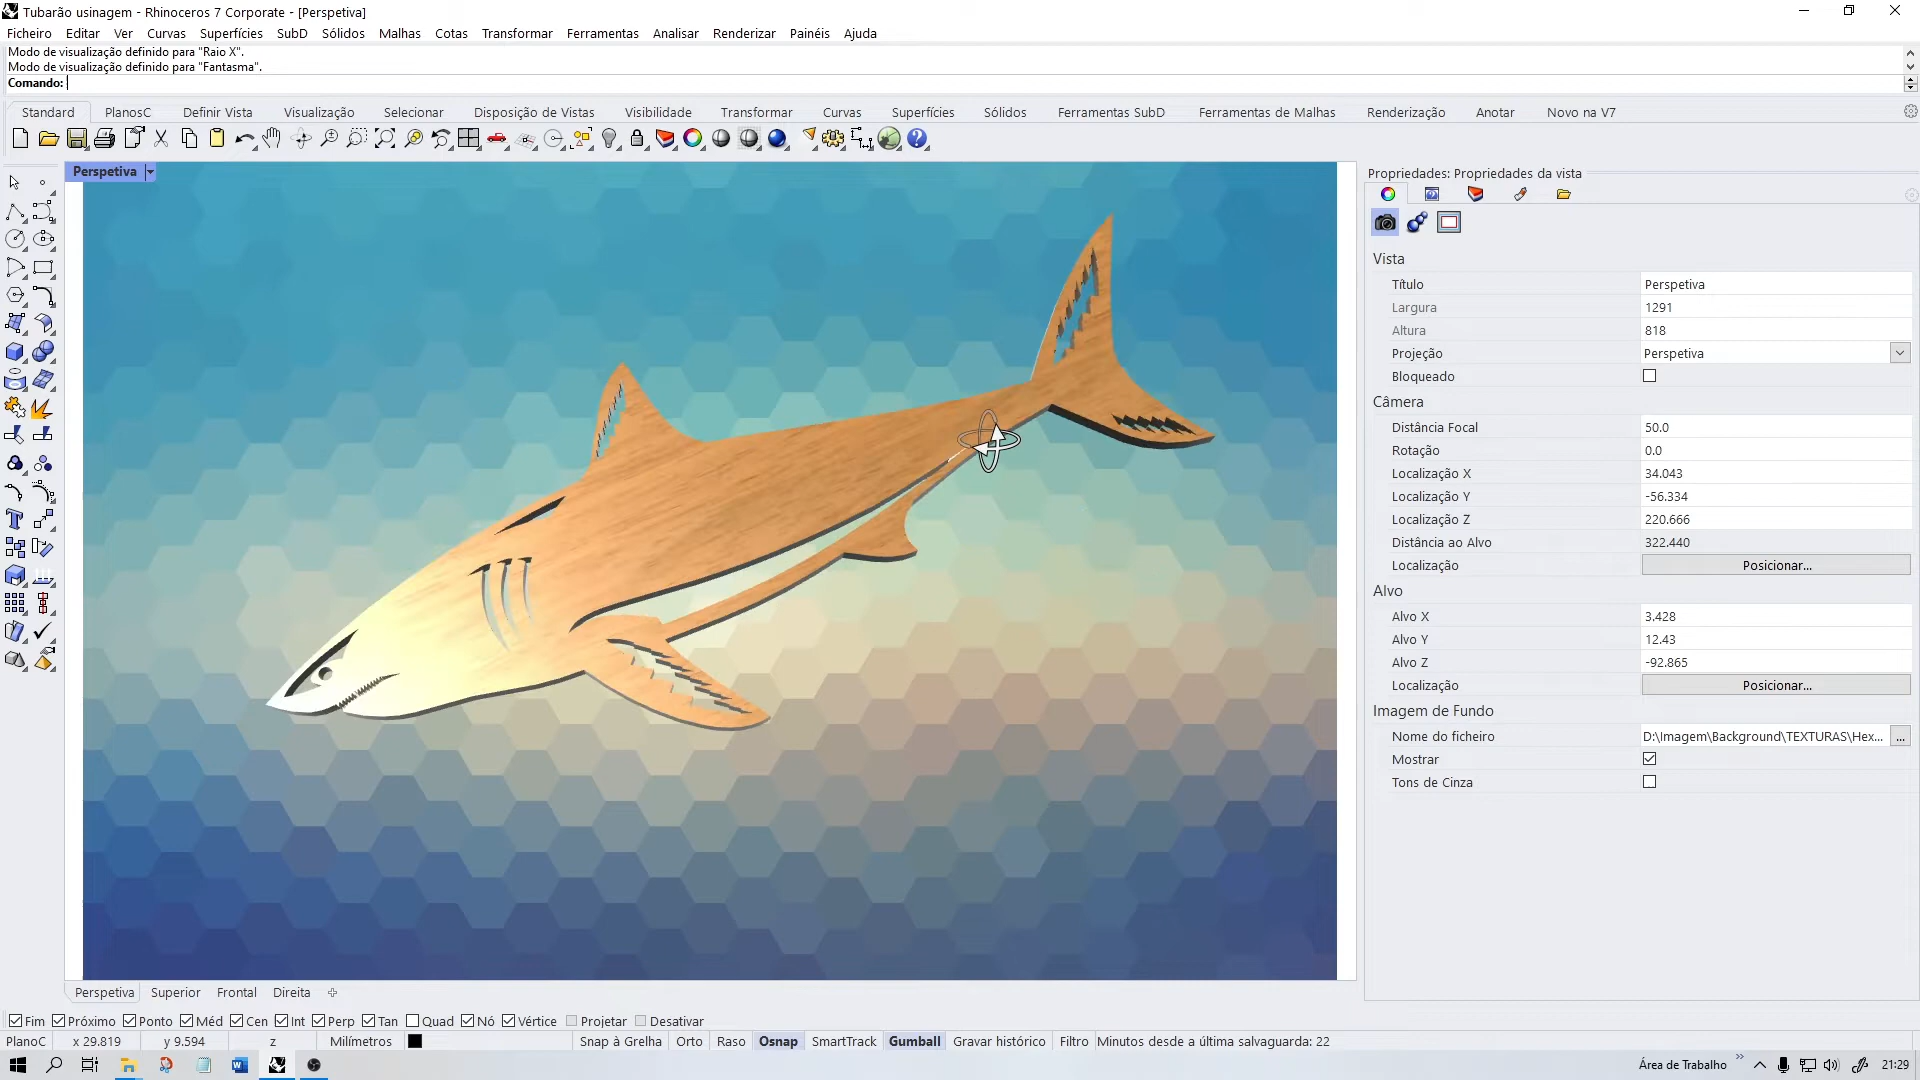 Tubarão usinagem - Rhinoceros 7 Corporate - [Perspetiva]
Ficheiro Editar Ver Curvas Superfícies SubD Sólidos Malhas Cotas Transformar Ferramentas Analisar Renderizar Painéis Ajuda
Modo de visualização definido para "Raio X".
Modo de visualização definido para "Fantasma".
Comando:
Standard PlanosC Definir Vista Visualização Selecionar Disposição de Vistas Visibilidade Transformar Curvas Superfícies Sólidos Ferramentas SubD Ferramentas de Malhas Renderização Anotar Novo na V7
Perspetiva
Propriedades: Propriedades da vista
Vista
Título Perspetiva
Largura 1291
Altura 818
Projeção Perspetiva
Bloqueado
Câmera
Distância Focal 50.0
Rotação 0.0
Localização X 34.043
Localização Y -56.334
Localização Z 220.666
Distância ao Alvo 322.440
Localização Posicionar...
Alvo
Alvo X 3.428
Alvo Y 12.43
Alvo Z -92.865
Localização Posicionar...
Imagem de Fundo
Nome do ficheiro D:\Imagem\Background\TEXTURAS\Hex... ...
Mostrar
Tons de Cinza
Perspetiva Superior Frontal Direita
Fim Próximo Ponto Méd Cen Int Perp Tan Quad Nó Vértice Projetar Desativar
PlanoC x 29.819 y 9.594 z Milímetros Snap à Grelha Orto Raso Osnap SmartTrack Gumball Gravar histórico Filtro Minutos desde a última salvaguarda: 22
Área de Trabalho 21:29